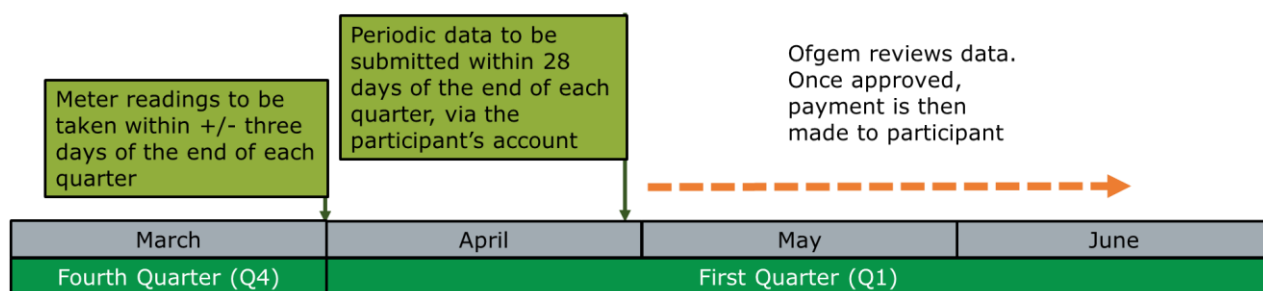 Meter readings to be
taken within +/- three
days of the end of each
quarter
Periodic data to be
submitted within 28
days of the end of each
quarter, via the
participant's account
Ofgem reviews data.
Once approved,
payment is then
made to participant
March
April
May
June
Fourth Quarter (Q4)
First Quarter (Q1)